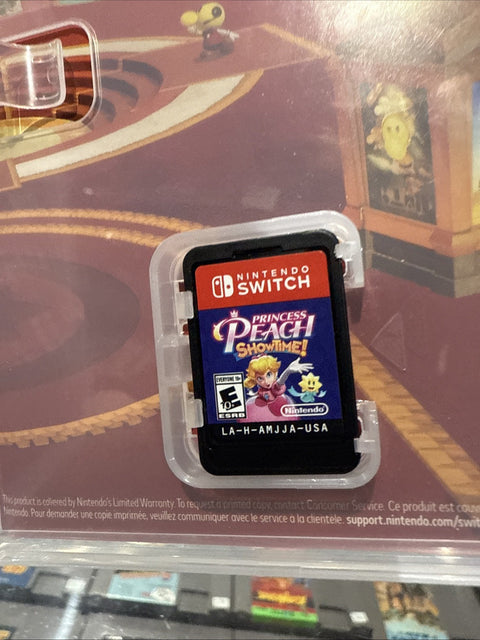 NINTENDO
SWITCH
PRINCESS
PEACH
SHOWTIME!
EVERYONE 10+
E
10+
ESRB
Nintendo
LA-H-AMJJA-USA
This product is covered by Nintendo's Limited Warranty. To request a printed copy, contact Consumer Service. Ce produit est
Nintendo. Pour demander une copie imprimée, veuillez communiquer avec le service à la clientèle. support.nintendo.com/swit